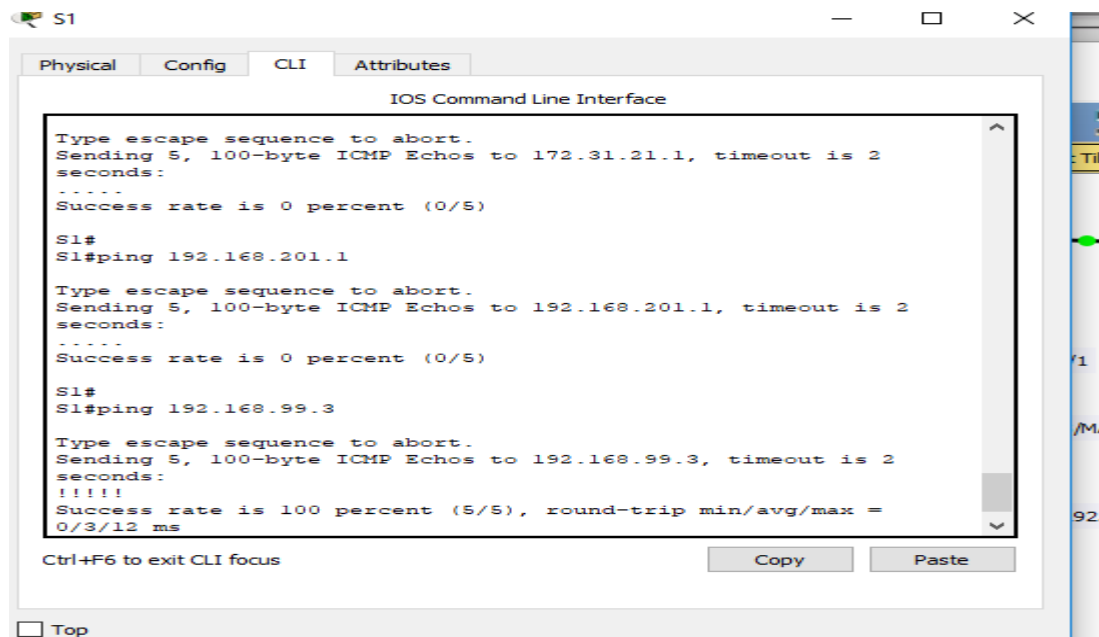 S1
Physical Config CLI Attributes
IOS Command Line Interface
Type escape sequence to abort.
Sending 5, 100-byte ICMP Echos to 172.31.21.1, timeout is 2
seconds:
.....
Success rate is 0 percent (0/5)
S1#
S1#ping 192.168.201.1
Type escape sequence to abort.
Sending 5, 100-byte ICMP Echos to 192.168.201.1, timeout is 2
seconds:
.....
Success rate is 0 percent (0/5)
S1#
S1#ping 192.168.99.3
Type escape sequence to abort.
Sending 5, 100-byte ICMP Echos to 192.168.99.3, timeout is 2
seconds:
!!!!!
Success rate is 100 percent (5/5), round-trip min/avg/max =
0/3/12 ms
Ctrl+F6 to exit CLI focus
Copy Paste
Top
: Ti
/1
/M
92